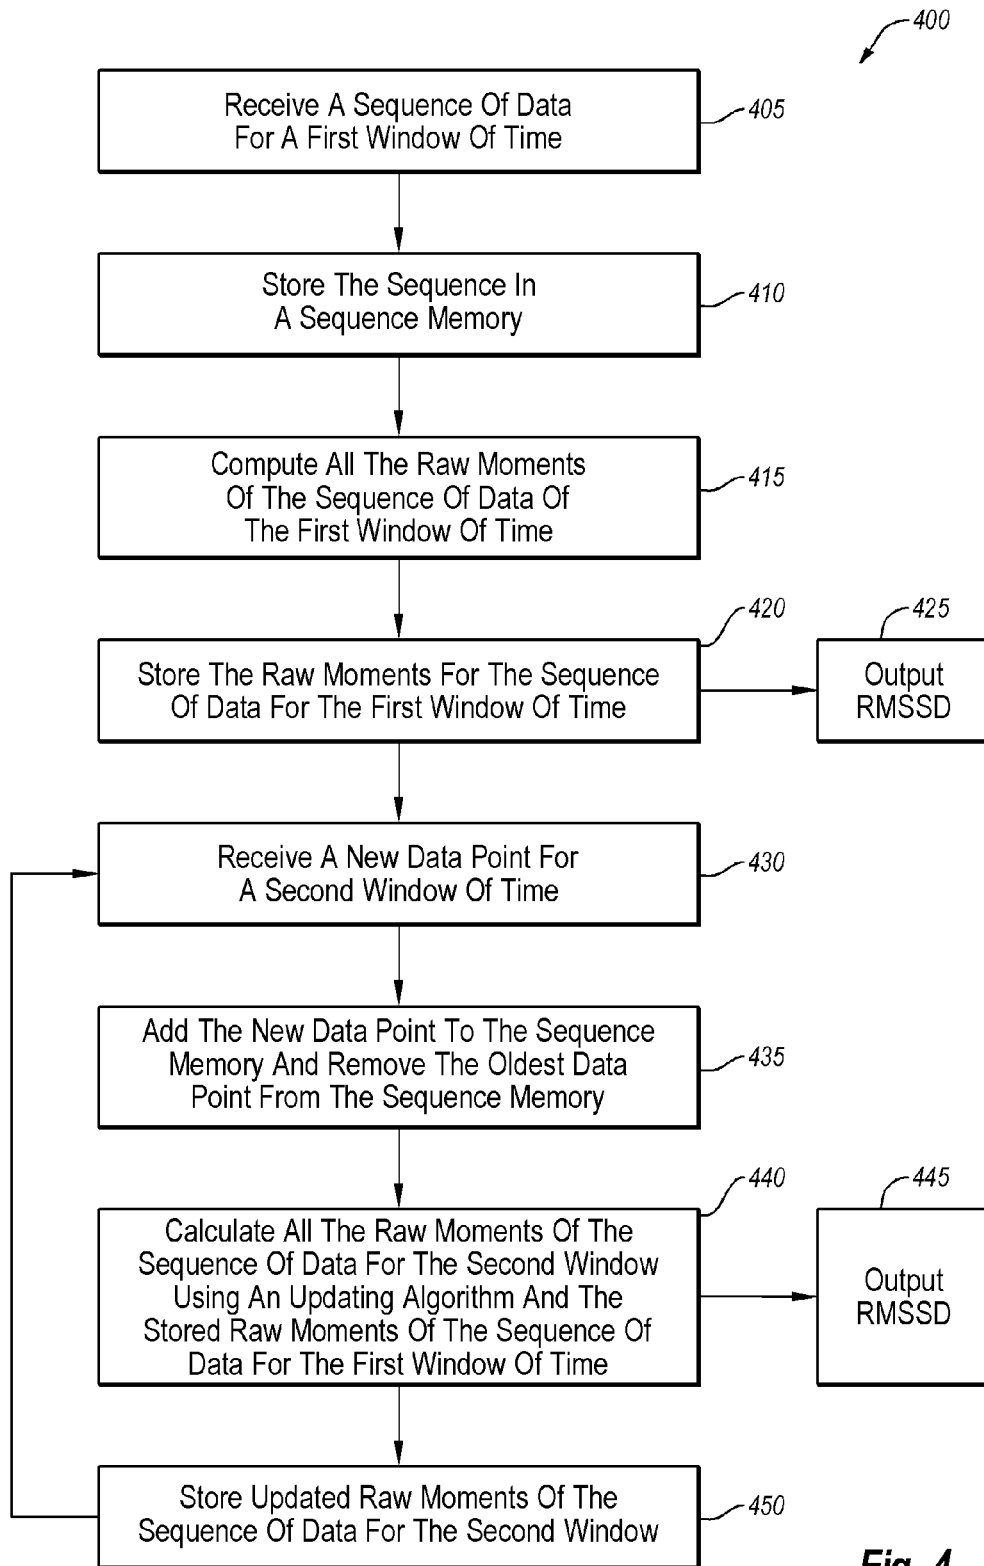 400
Receive A Sequence Of Data
For A First Window Of Time
405
Store The Sequence In
A Sequence Memory
410
Compute All The Raw Moments
Of The Sequence Of Data Of
The First Window Of Time
415
Store The Raw Moments For The Sequence
Of Data For The First Window Of Time
420
Output
RMSSD
425
Receive A New Data Point For
A Second Window Of Time
430
Add The New Data Point To The Sequence
Memory And Remove The Oldest Data
Point From The Sequence Memory
435
Calculate All The Raw Moments Of The
Sequence Of Data For The Second Window
Using An Updating Algorithm And The
Stored Raw Moments Of The Sequence Of
Data For The First Window Of Time
440
Output
RMSSD
445
Store Updated Raw Moments Of The
Sequence Of Data For The Second Window
450
Fig. 4